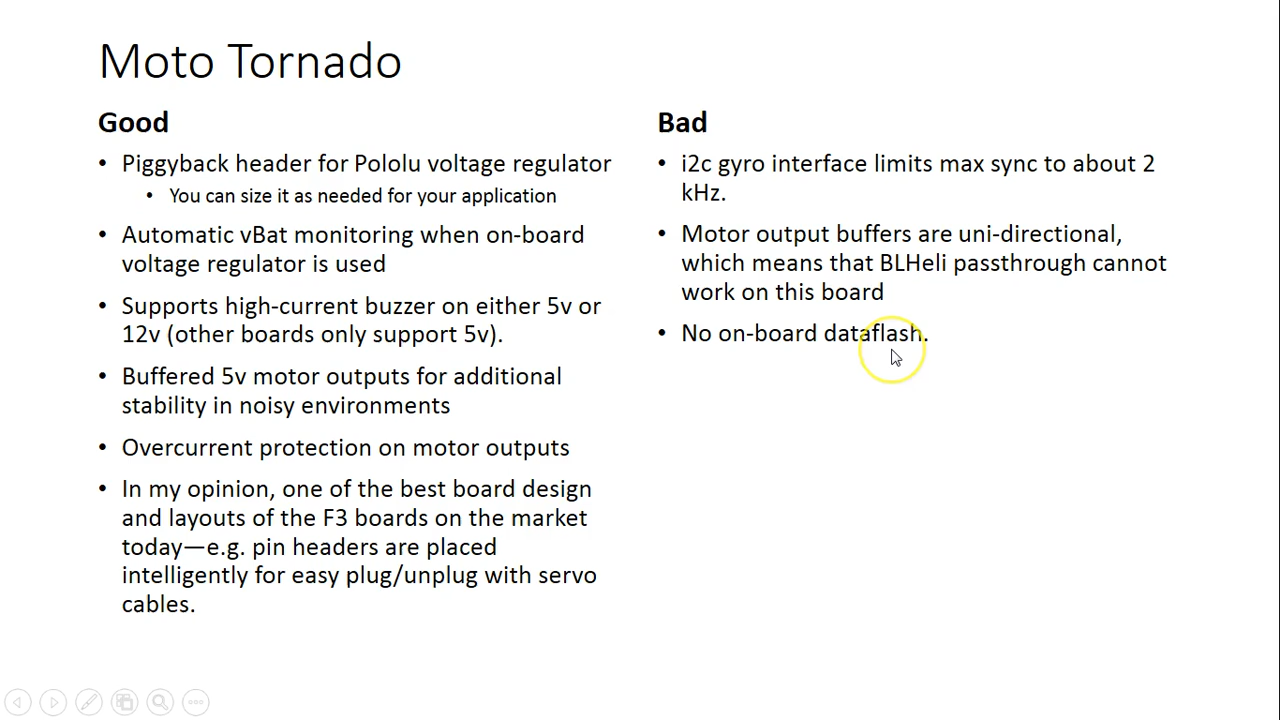 Moto Tornado
Good
• Piggyback header for Pololu voltage regulator
• You can size it as needed for your application
• Automatic vBat monitoring when on-board
voltage regulator is used
• Supports high-current buzzer on either 5v or
12v (other boards only support 5v).
• Buffered 5v motor outputs for additional
stability in noisy environments
• Overcurrent protection on motor outputs
• In my opinion, one of the best board design
and layouts of the F3 boards on the market
today—e.g. pin headers are placed
intelligently for easy plug/unplug with servo
cables.
Bad
• i2c gyro interface limits max sync to about 2
kHz.
• Motor output buffers are uni-directional,
which means that BLHeli passthrough cannot
work on this board
• No on-board dataflash.